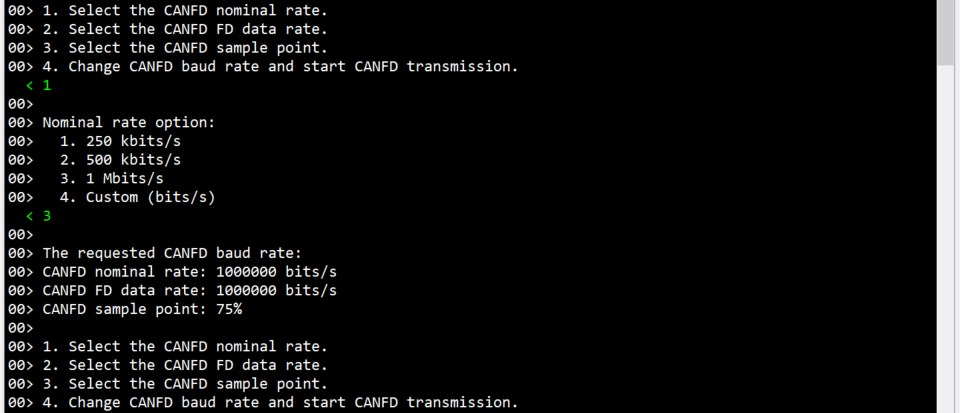 00> 1. Select the CANFD nominal rate.
00> 2. Select the CANFD FD data rate.
00> 3. Select the CANFD sample point.
00> 4. Change CANFD baud rate and start CANFD transmission.
< 1
00>
00> Nominal rate option:
00>   1. 250 kbits/s
00>   2. 500 kbits/s
00>   3. 1 Mbits/s
00>   4. Custom (bits/s)
< 3
00>
00> The requested CANFD baud rate:
00> CANFD nominal rate: 1000000 bits/s
00> CANFD FD data rate: 1000000 bits/s
00> CANFD sample point: 75%
00>
00> 1. Select the CANFD nominal rate.
00> 2. Select the CANFD FD data rate.
00> 3. Select the CANFD sample point.
00> 4. Change CANFD baud rate and start CANFD transmission.